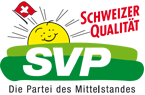 SCHWEIZER
QUALITÄT
SVP
Die Partei des Mittelstandes